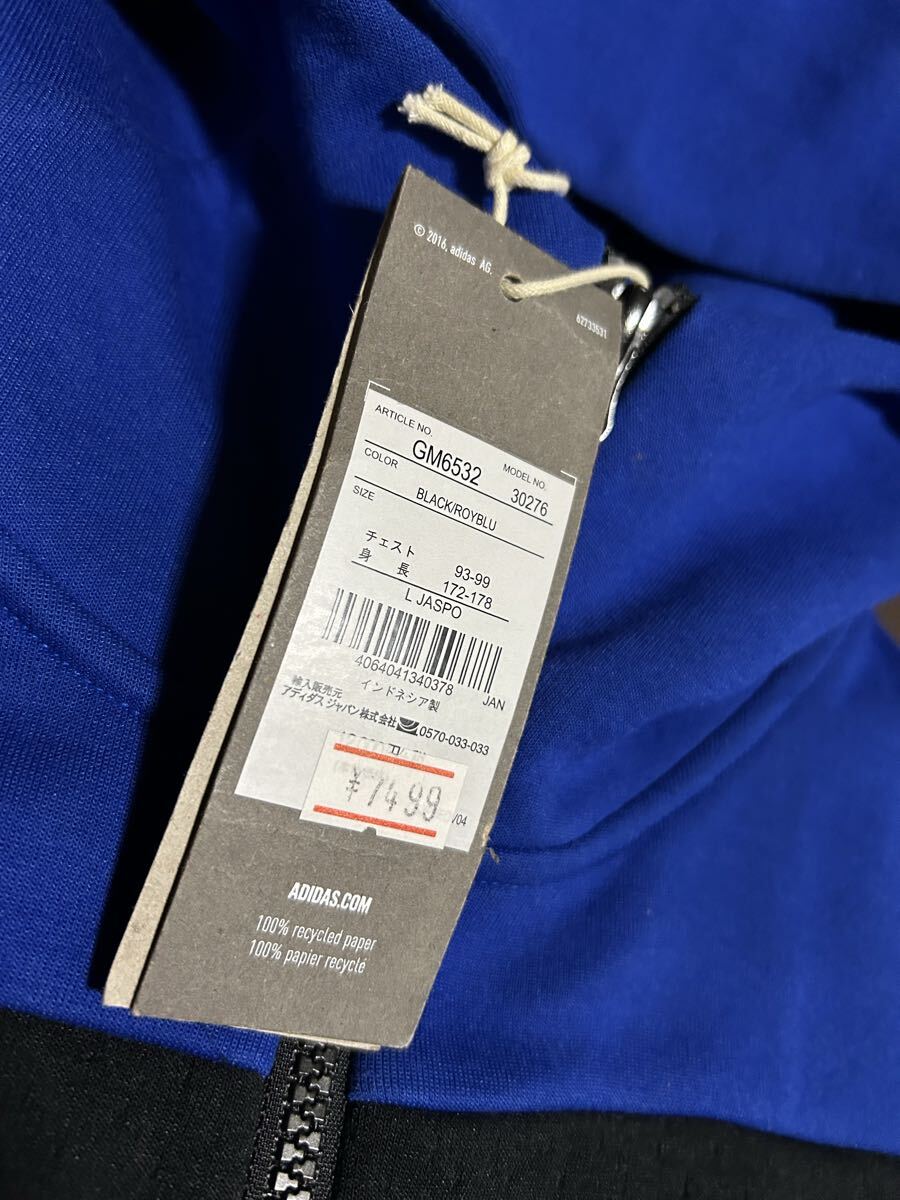 © 2016, adidas AG.
62733531
ARTICLE NO. GM6532 MODEL NO. 30276
COLOR BLACK/ROYBLU
SIZE
チェスト 93-99
身長 172-178
L JASPO
4064041340378 JAN
インドネシア製
輸入販売元
アディダス ジャパン株式会社 0570-033-033
¥7499
/04
ADIDAS.COM
100% recycled paper
100% papier recyclé